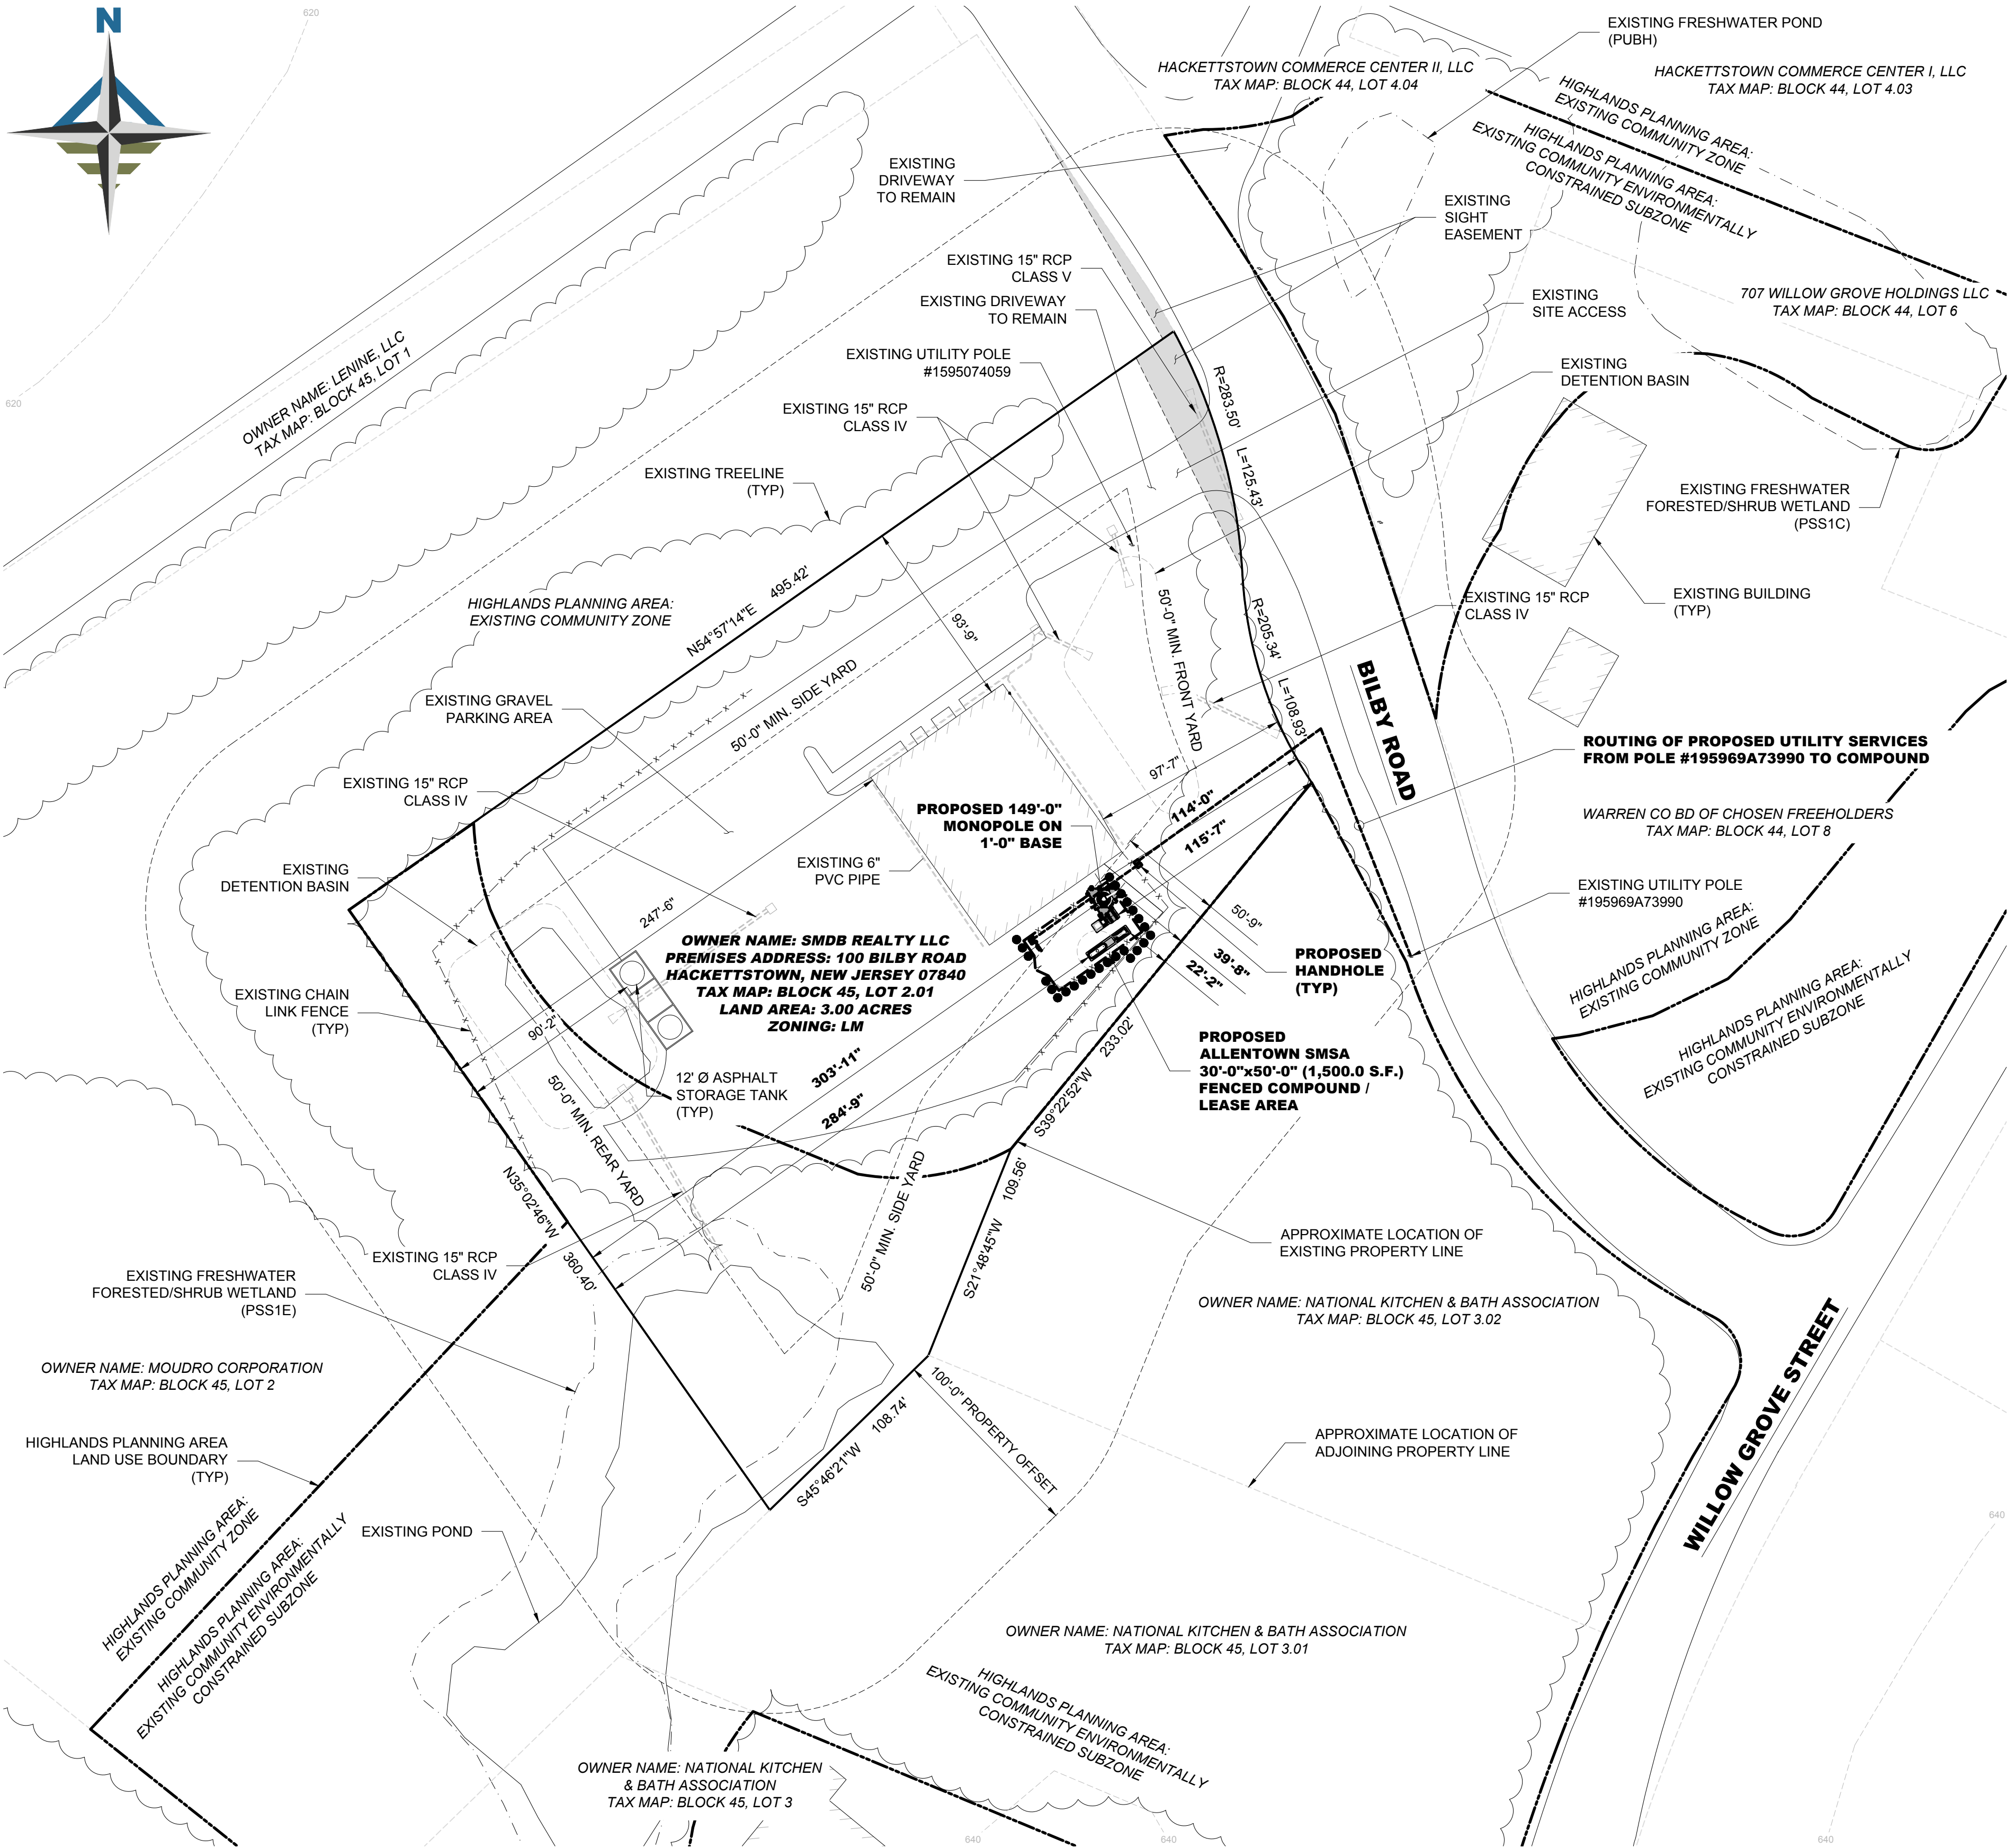 N
620
EXISTING FRESHWATER POND
(PUBH)
HACKETTSTOWN COMMERCE CENTER II, LLC
TAX MAP: BLOCK 44, LOT 4.04
HACKETTSTOWN COMMERCE CENTER I, LLC
TAX MAP: BLOCK 44, LOT 4.03
HIGHLANDS PLANNING AREA:
EXISTING COMMUNITY ZONE
HIGHLANDS PLANNING AREA:
EXISTING COMMUNITY ENVIRONMENTALLY
CONSTRAINED SUBZONE
EXISTING
DRIVEWAY
TO REMAIN
EXISTING
SIGHT
EASEMENT
EXISTING 15" RCP
CLASS V
EXISTING DRIVEWAY
TO REMAIN
EXISTING
SITE ACCESS
707 WILLOW GROVE HOLDINGS LLC
TAX MAP: BLOCK 44, LOT 6
OWNER NAME: LENINE, LLC
TAX MAP: BLOCK 45, LOT 1
620
EXISTING UTILITY POLE
#1595074059
EXISTING
DETENTION BASIN
EXISTING 15" RCP
CLASS IV
R=283.50'
L=125.43'
EXISTING TREELINE
(TYP)
EXISTING FRESHWATER
FORESTED/SHRUB WETLAND
(PSS1C)
N54°57'14"E
495.42'
HIGHLANDS PLANNING AREA:
EXISTING COMMUNITY ZONE
93'-9"
50'-0" MIN. FRONT YARD
R=205.34'
L=108.93'
EXISTING 15" RCP
CLASS IV
EXISTING BUILDING
(TYP)
BILBY ROAD
50'-0" MIN. SIDE YARD
EXISTING GRAVEL
PARKING AREA
ROUTING OF PROPOSED UTILITY SERVICES
FROM POLE #195969A73990 TO COMPOUND
97'-7"
EXISTING 15" RCP
CLASS IV
PROPOSED 149'-0"
MONOPOLE ON
1'-0" BASE
114'-0"
115'-7"
WARREN CO BD OF CHOSEN FREEHOLDERS
TAX MAP: BLOCK 44, LOT 8
EXISTING
DETENTION BASIN
EXISTING 6"
PVC PIPE
EXISTING UTILITY POLE
#195969A73990
247'-6"
50'-9"
39'-8"
22'-2"
OWNER NAME: SMDB REALTY LLC
PREMISES ADDRESS: 100 BILBY ROAD
HACKETTSTOWN, NEW JERSEY 07840
TAX MAP: BLOCK 45, LOT 2.01
LAND AREA: 3.00 ACRES
ZONING: LM
PROPOSED
HANDHOLE
(TYP)
HIGHLANDS PLANNING AREA:
EXISTING COMMUNITY ZONE
HIGHLANDS PLANNING AREA:
EXISTING COMMUNITY ENVIRONMENTALLY
CONSTRAINED SUBZONE
EXISTING CHAIN
LINK FENCE
(TYP)
90'-2"
303'-11"
284'-9"
233.02'
S39°22'52"W
PROPOSED
ALLENTOWN SMSA
30'-0"x50'-0" (1,500.0 S.F.)
FENCED COMPOUND /
LEASE AREA
12' Ø ASPHALT
STORAGE TANK
(TYP)
50'-0" MIN. REAR YARD
50'-0" MIN. SIDE YARD
109.56'
S21°48'45"W
N35°02'46"W
360.40'
APPROXIMATE LOCATION OF
EXISTING PROPERTY LINE
EXISTING 15" RCP
CLASS IV
EXISTING FRESHWATER
FORESTED/SHRUB WETLAND
(PSS1E)
OWNER NAME: NATIONAL KITCHEN & BATH ASSOCIATION
TAX MAP: BLOCK 45, LOT 3.02
OWNER NAME: MOUDRO CORPORATION
TAX MAP: BLOCK 45, LOT 2
WILLOW GROVE STREET
100'-0" PROPERTY OFFSET
108.74'
S45°46'21"W
APPROXIMATE LOCATION OF
ADJOINING PROPERTY LINE
HIGHLANDS PLANNING AREA
LAND USE BOUNDARY
(TYP)
EXISTING POND
640
HIGHLANDS PLANNING AREA:
EXISTING COMMUNITY ZONE
HIGHLANDS PLANNING AREA:
EXISTING COMMUNITY ENVIRONMENTALLY
CONSTRAINED SUBZONE
OWNER NAME: NATIONAL KITCHEN & BATH ASSOCIATION
TAX MAP: BLOCK 45, LOT 3.01
HIGHLANDS PLANNING AREA:
EXISTING COMMUNITY ENVIRONMENTALLY
CONSTRAINED SUBZONE
OWNER NAME: NATIONAL KITCHEN
& BATH ASSOCIATION
TAX MAP: BLOCK 45, LOT 3
640
640
640